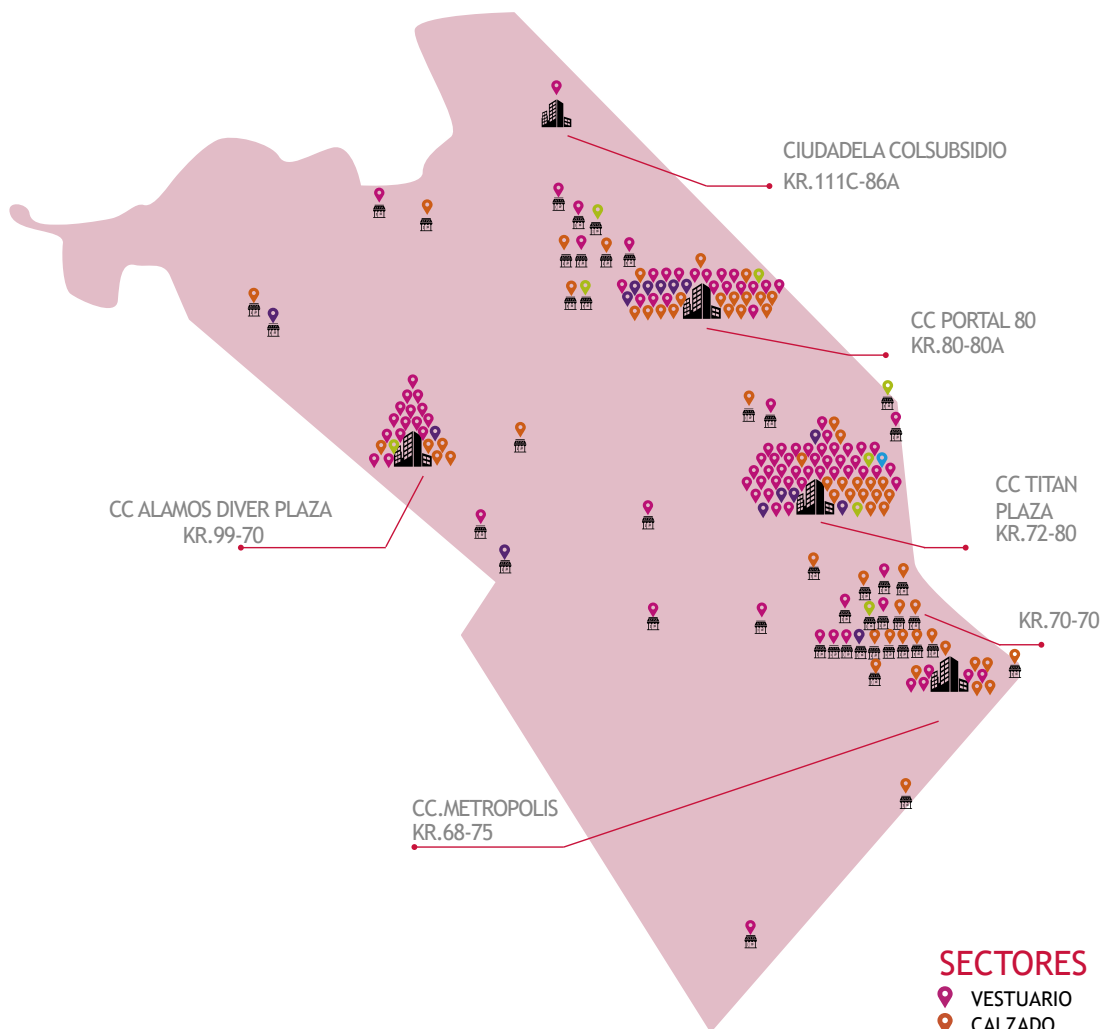 CIUDADELA COLSUBSIDIO
KR.111C-86A
CC PORTAL 80
KR.80-80A
CC ALAMOS DIVER PLAZA
KR.99-70
CC TITAN
PLAZA
KR.72-80
KR.70-70
CC.METROPOLIS
KR.68-75
SECTORES
VESTUARIO
CALZADO